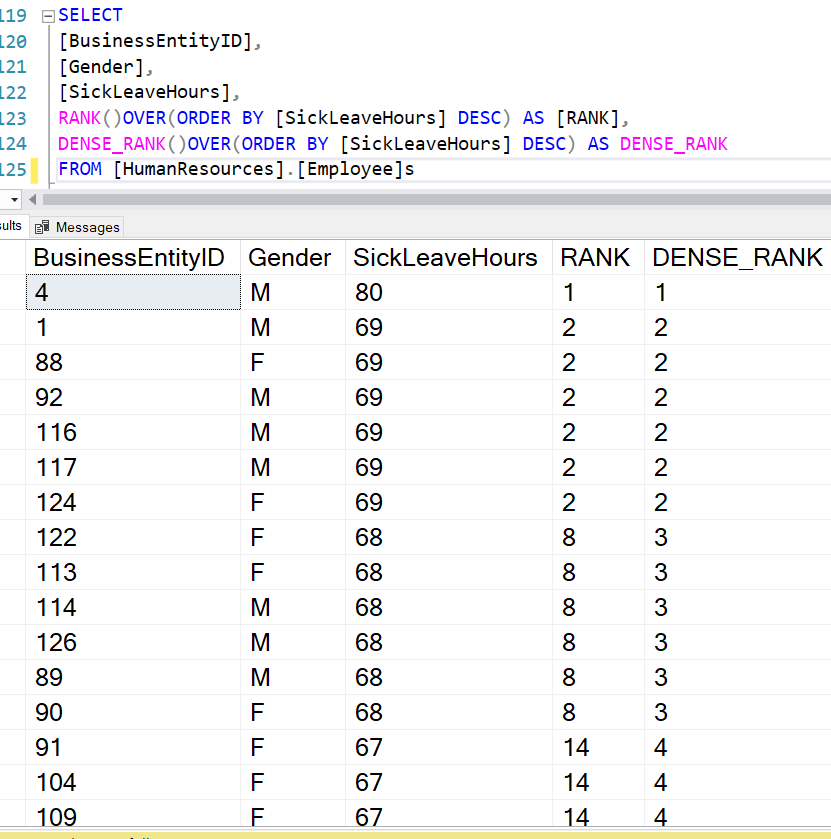 119 SELECT
120 [BusinessEntityID],
121 [Gender],
122 [SickLeaveHours],
123 RANK()OVER(ORDER BY [SickLeaveHours] DESC) AS [RANK],
124 DENSE_RANK()OVER(ORDER BY [SickLeaveHours] DESC) AS DENSE_RANK
125 FROM [HumanResources].[Employee]s
ults Messages
BusinessEntityID Gender SickLeaveHours RANK DENSE_RANK
4 M 80 1 1
1 M 69 2 2
88 F 69 2 2
92 M 69 2 2
116 M 69 2 2
117 M 69 2 2
124 F 69 2 2
122 F 68 8 3
113 F 68 8 3
114 M 68 8 3
126 M 68 8 3
89 M 68 8 3
90 F 68 8 3
91 F 67 14 4
104 F 67 14 4
109 F 67 14 4